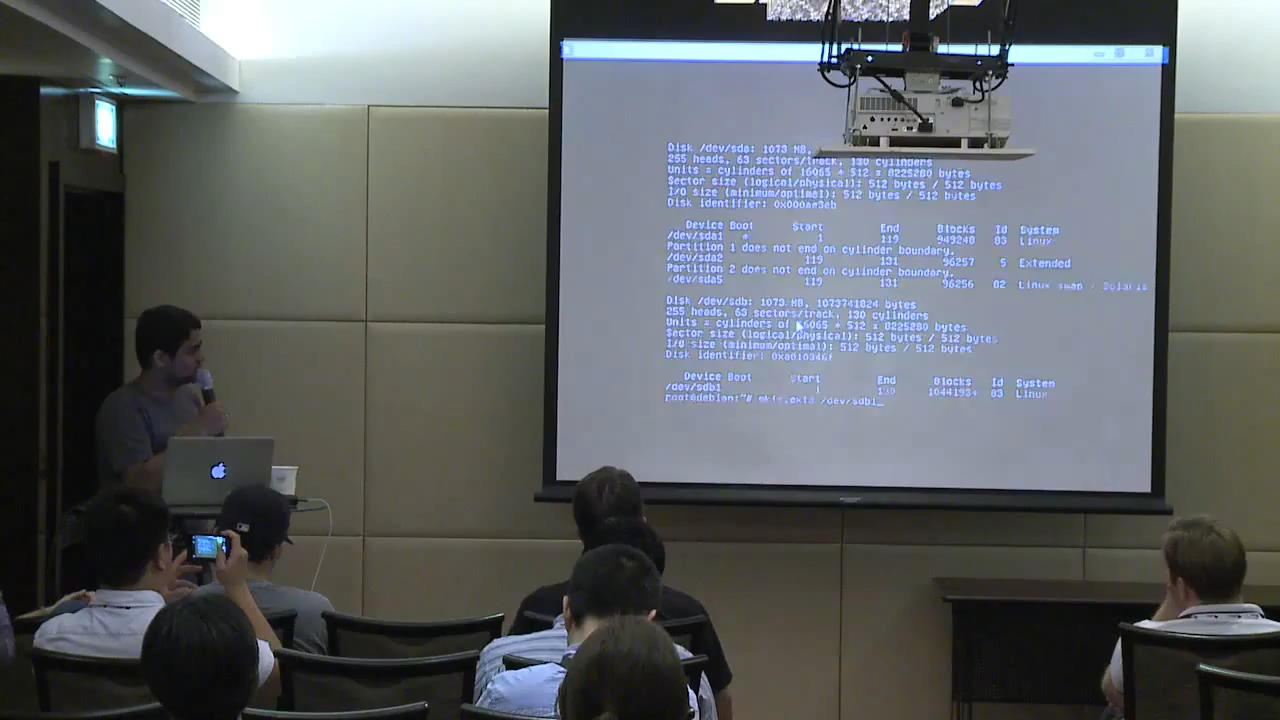 Disk /dev/sda: 1073 MB,
255 heads, 63 sectors/track, 130 cylinders
Units = cylinders of 16065 * 512 = 8225280 bytes
Sector size (logical/physical): 512 bytes / 512 bytes
I/O size (minimum/optimal): 512 bytes / 512 bytes
Disk identifier:
Device Boot Start End Blocks Id System
/dev/sda1 * 1 119 949248 83 Linux
Partition 1 does not end on cylinder boundary.
/dev/sda2 119 131 96257 5 Extended
Partition 2 does not end on cylinder boundary.
/dev/sda5 119 131 96256 82 Linux swap / Solaris
Disk /dev/sdb: 1073 MB, 1073741824 bytes
255 heads, 63 sectors/track, 130 cylinders
Units = cylinders of 16065 * 512 = 8225280 bytes
Sector size (logical/physical): 512 bytes / 512 bytes
I/O size (minimum/optimal): 512 bytes / 512 bytes
Disk identifier:
Device Boot Start End Blocks Id System
/dev/sdb1 1 130 1044193+ 83 Linux
root@debian:~# /dev/sdb1_